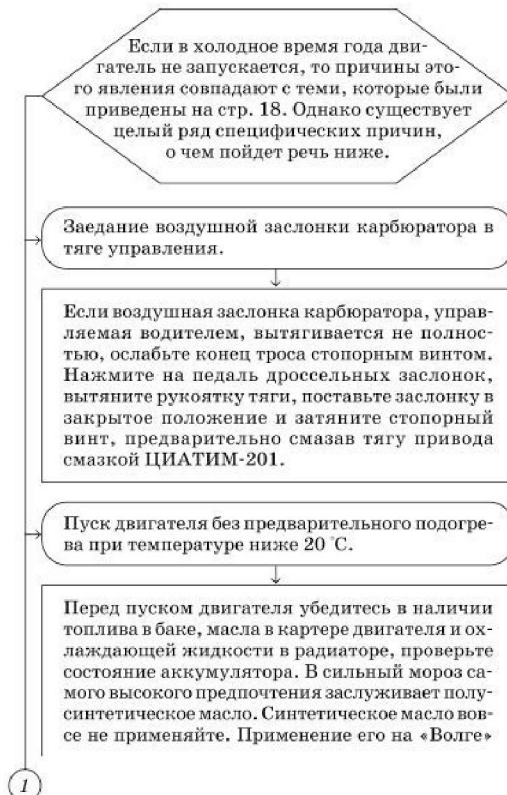 Если в холодное время года дви-
гатель не запускается, то причины это-
го явления совпадают с теми, которые были
приведены на стр. 18. Однако существует
целый ряд специфических причин,
о чем пойдет речь ниже.
Заедание воздушной заслонки карбюратора в
тяге управления.
Если воздушная заслонка карбюратора, управ-
ляемая водителем, вытягивается не полнос-
тью, ослабьте конец троса стопорным винтом.
Нажмите на педаль дроссельных заслонок,
вытяните рукоятку тяги, поставьте заслонку в
закрытое положение и затяните стопорный
винт, предварительно смазав тягу привода
смазкой ЦИАТИМ-201.
Пуск двигателя без предварительного подогре-
ва при температуре ниже 20 °С.
Перед пуском двигателя убедитесь в наличии
топлива в баке, масла в картере двигателя и ох-
лаждающей жидкости в радиаторе, проверьте
состояние аккумулятора. В сильный мороз са-
мого высокого предпочтения заслуживает полу-
синтетическое масло. Синтетическое масло вов-
се не применяйте. Применение его на «Волге»
1